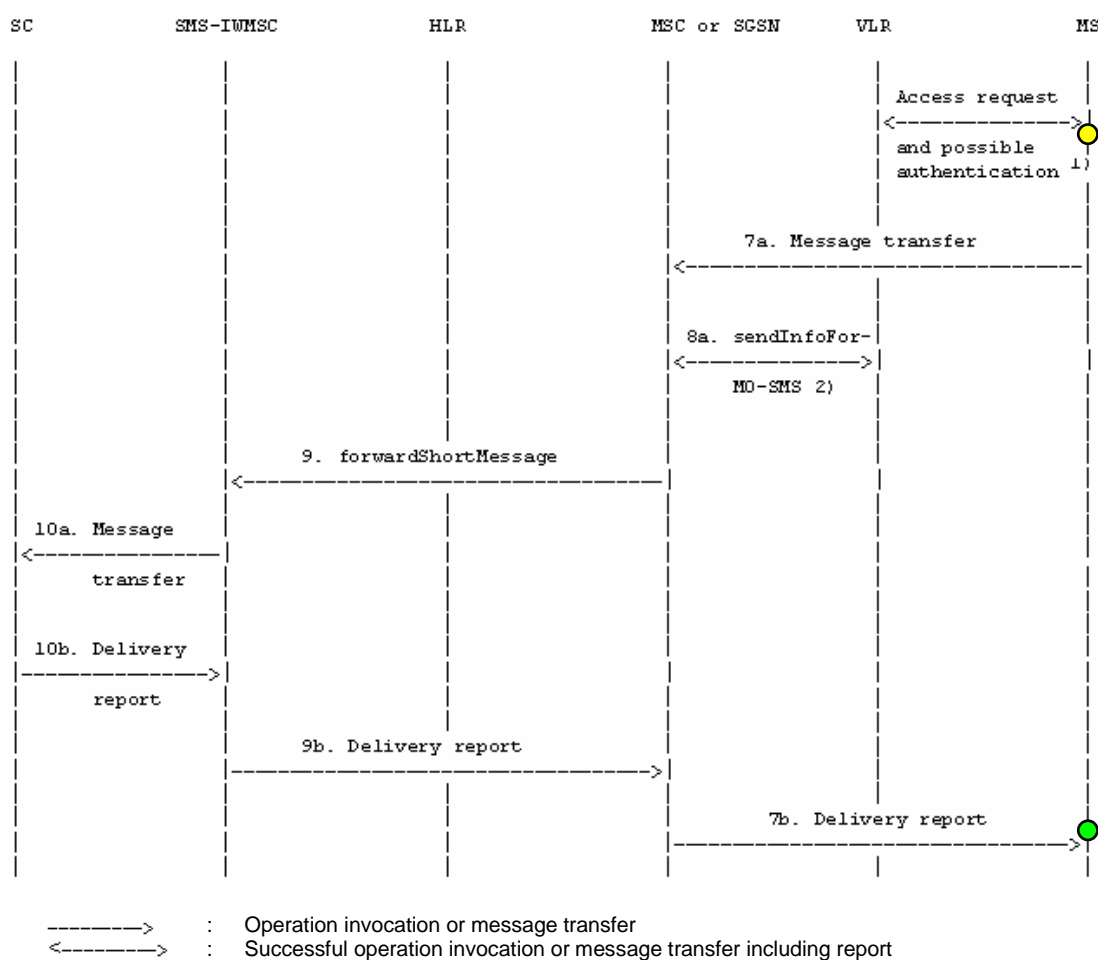 SC SMS-IWMSC HLR MSC or SGSN VLR MS
Access request
and possible
authentication 1)
7a. Message transfer
8a. sendInfoFor-
MO-SMS 2)
9. forwardShortMessage
10a. Message
transfer
10b. Delivery
report
9b. Delivery report
7b. Delivery report
: Operation invocation or message transfer
: Successful operation invocation or message transfer including report